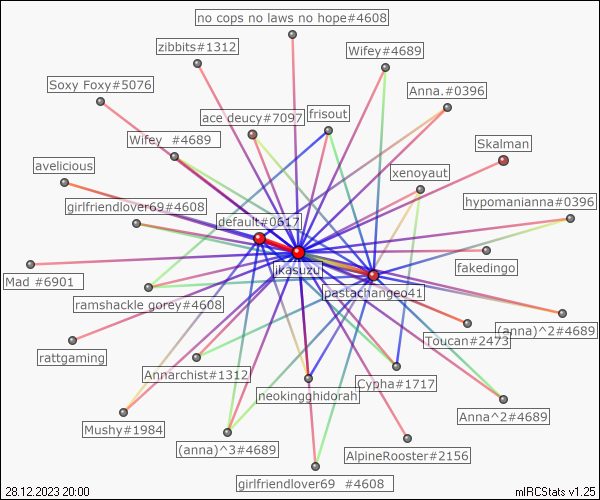 no cops no laws no hope#4608
zibbits#1312
Wifey#4689
Soxy Foxy#5076
Anna.#0396
ace deucy#7097
frisout
Wifey  #4689
Skalman
avelicious
xenoyaut
girlfriendlover69#4608
hypomanianna#0396
default#0617
likasuzu
fakedingo
Mad #6901
pastachangeo41
ramshackle gorey#4608
(anna)^2#4689
Toucan#2473
rattgaming
Annarchist#1312
Cypha#1717
neokingghidorah
Anna^2#4689
Mushy#1984
(anna)^3#4689
AlpineRooster#2156
girlfriendlover69  #4608
28.12.2023 20:00
mIRCStats v1.25